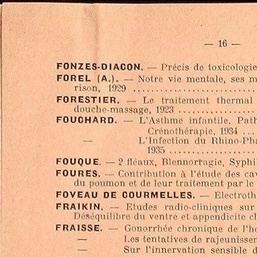 — 16 —
FONZES-DIACON. — Précis de toxicologie
FOREL (A.). — Notre vie mentale, ses m
rison, 1929
FORESTIER. — Le traitement thermal
douche-massage, 1923
FOUCHARD. — L'Asthme infantile, Path
Crénothérapie, 1934
— L'Infection du Rhino-Ph
1935
FOUQUE. — 2 fléaux, Blennorragie, Syphi
FOURES. — Contribution à l'étude des cav
du poumon et de leur traitement par le
FOVEAU DE COURMELLES. — Electroth
FRAIKIN. — Etudes radio-cliniques sur
Déséquilibre du ventre et appendicite ch
FRAISSE. — Gonorrhée chronique de l'ho
— Les tentatives de rajeunissem
— Sur l'innervation sensible d